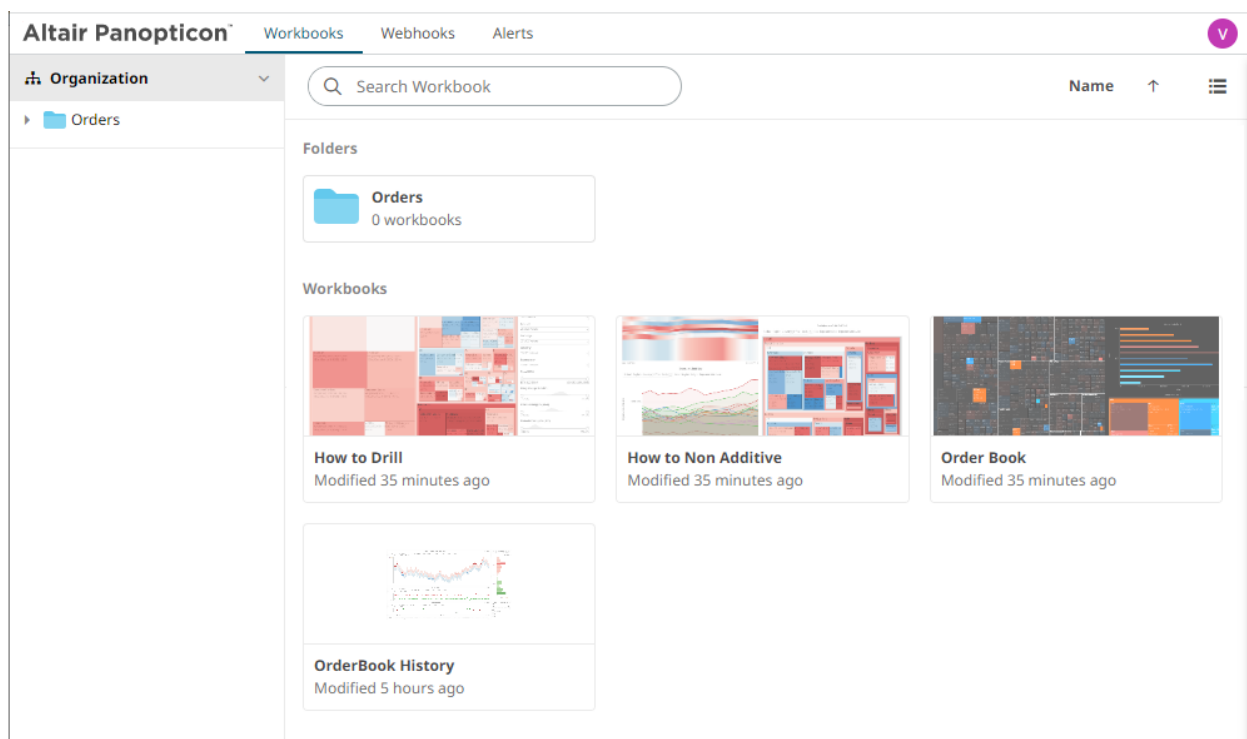 Altair Panopticon™
Workbooks
Webhooks
Alerts
V
Organization
Orders
Search Workbook
Name
Folders
Orders
0 workbooks
Workbooks
How to Drill
Modified 35 minutes ago
How to Non Additive
Modified 35 minutes ago
Order Book
Modified 35 minutes ago
OrderBook History
Modified 5 hours ago